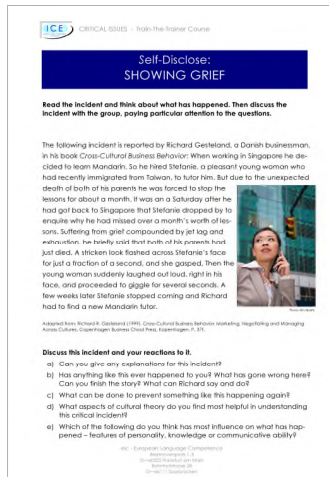 ICE CRITICAL ISSUES - Train-The-Trainer Course
Self-Disclose:
SHOWING GRIEF
Read the incident and think about what has happened. Then discuss the
incident with the group, paying particular attention to the questions.
The following incident is reported by Richard Gesteland, a Danish businessman,
in his book Cross-Cultural Business Behavior: When working in Singapore he de-
cided to learn Mandarin. So he hired Stefanie, a pleasant young woman who
had recently immigrated from Taiwan, to tutor him. But due to the unexpected
death of both of his parents he was forced to stop the
lessons for about a month. It was on a Saturday after he
had got back to Singapore that Stefanie dropped by to
enquire why he had missed over a month's worth of les-
sons. Suffering from grief compounded by jet lag and
exhaustion, he briefly said that both of his parents had
just died. A stricken look flashed across Stefanie's face
for just a fraction of a second, and she gasped. Then the
young woman suddenly laughed out loud, right in his
face, and proceeded to giggle for several seconds. A
few weeks later Stefanie stopped coming and Richard
had to find a new Mandarin tutor.
Adapted from: Richard R. Gesteland (1999). Cross-Cultural Business Behavior. Marketing, Negotiating and Managing
Across Cultures, Copenhagen Business School Press, Kopenhagen. P. 379.
Discuss this incident and your reactions to it.
a) Can you give any explanations for this incident?
b) Has anything like this ever happened to you? What has gone wrong here?
Can you finish the story? What can Richard say and do?
c) What can be done to prevent something like this happening again?
d) What aspects of cultural theory do you find most helpful in understanding
this critical incident?
e) Which of the following do you think has most influence on what has hap-
pened – features of personality, knowledge or communicative ability?
- European Language Competence